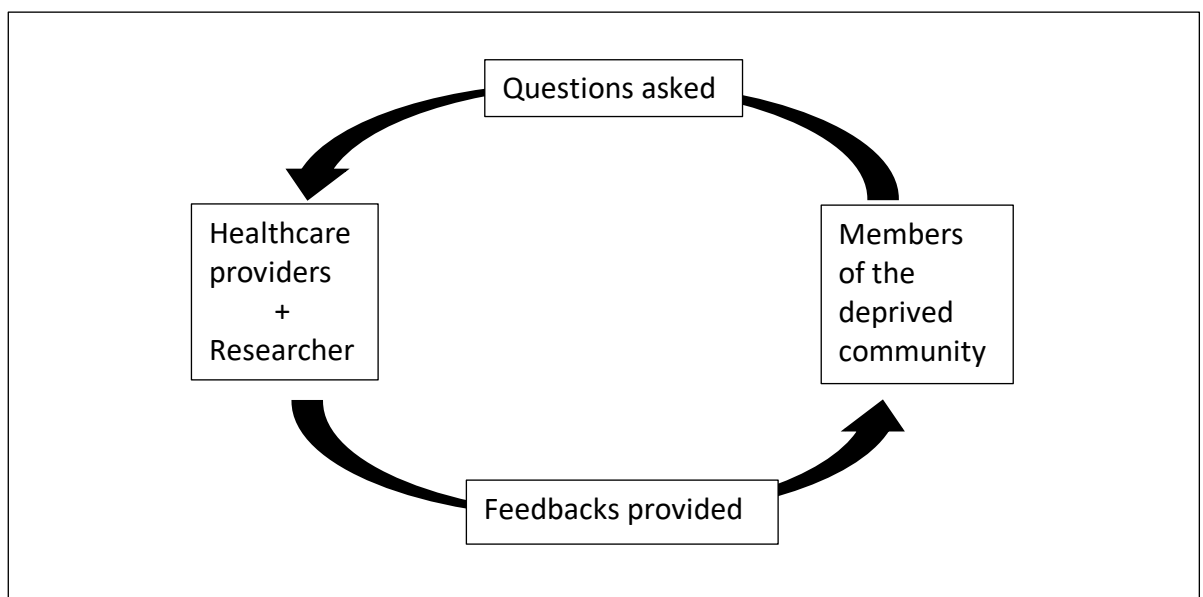 Questions asked
Healthcare
providers
+
Researcher
Members
of the
deprived
community
Feedbacks provided